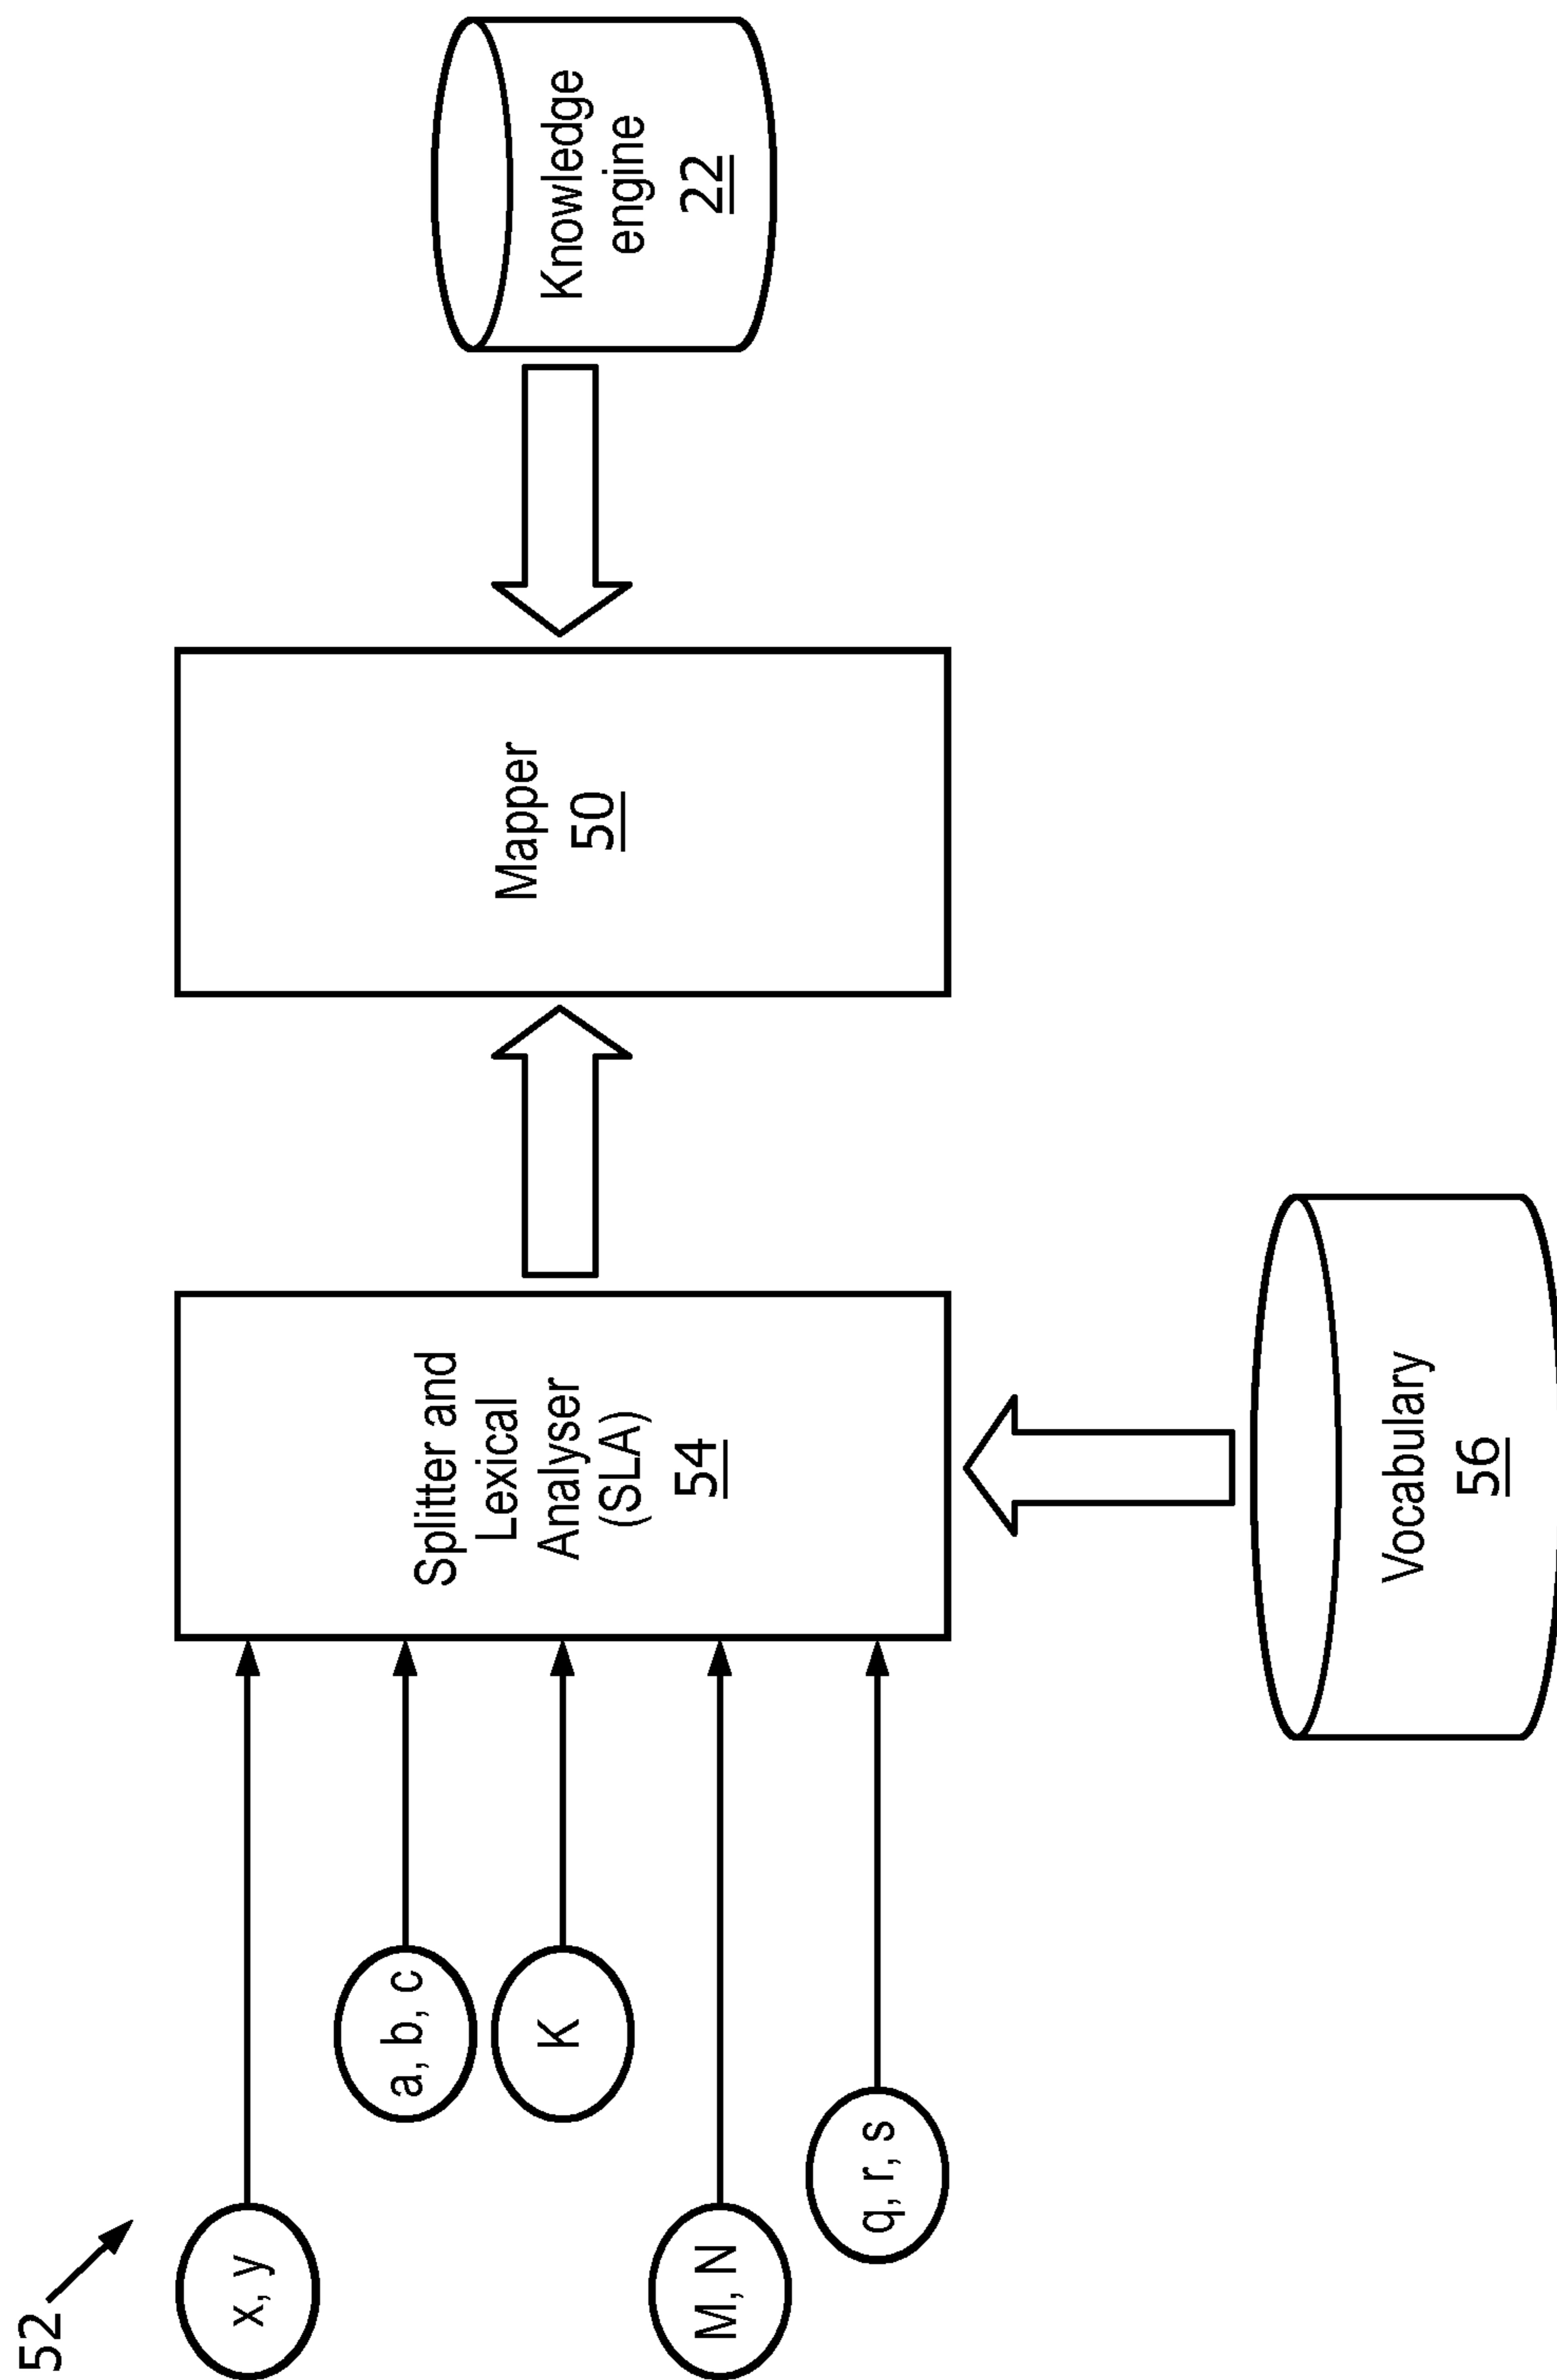 52
x, y
a, b, c
K
M, N
q, r, s
Splitter and
Lexical
Analyser
(SLA)
54
Vocabulary
56
Mapper
50
Knowledge
engine
22